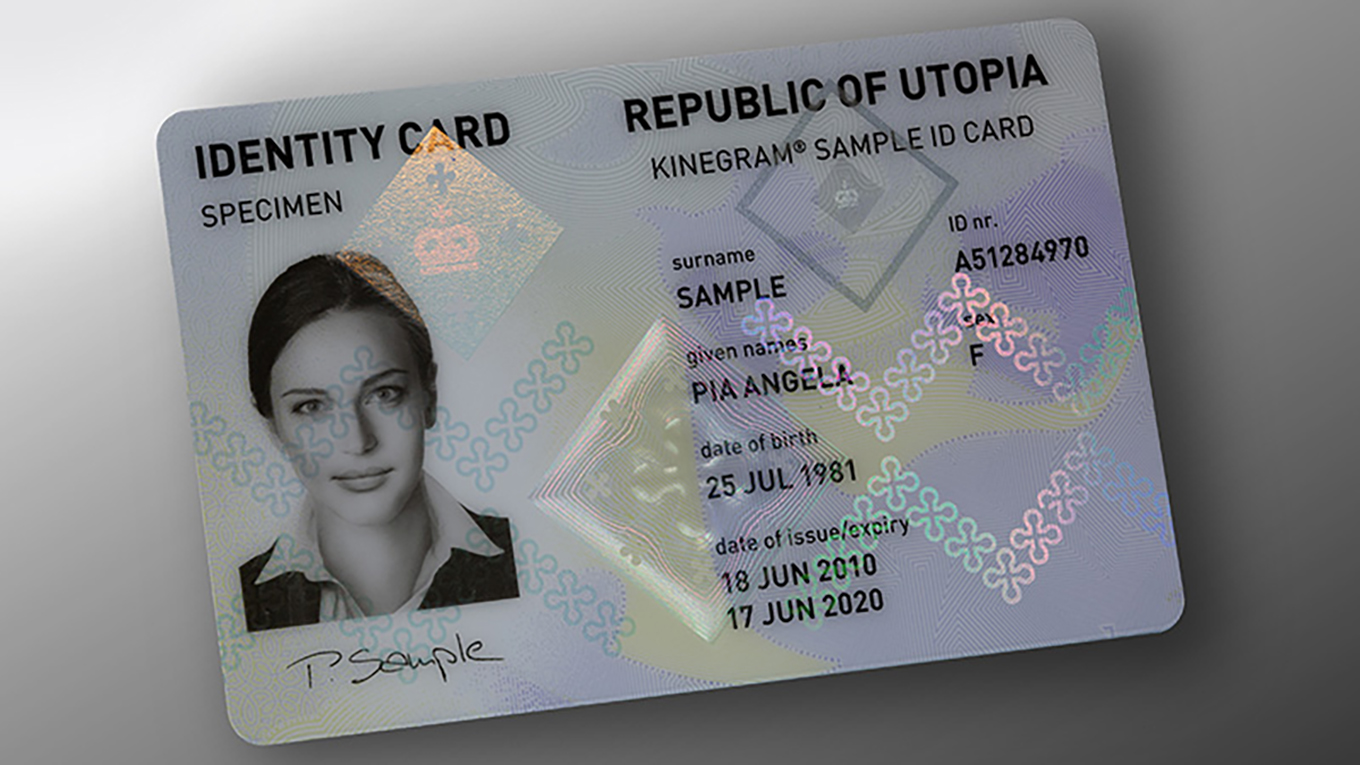 IDENTITY CARD
SPECIMEN
REPUBLIC OF UTOPIA
KINEGRAM® SAMPLE ID CARD
ID nr.
A51284970
surname
SAMPLE
sex
F
given names
PIA ANGELA
date of birth
25 JUL 1981
date of issue/expiry
18 JUN 2010
17 JUN 2020
P. Sample